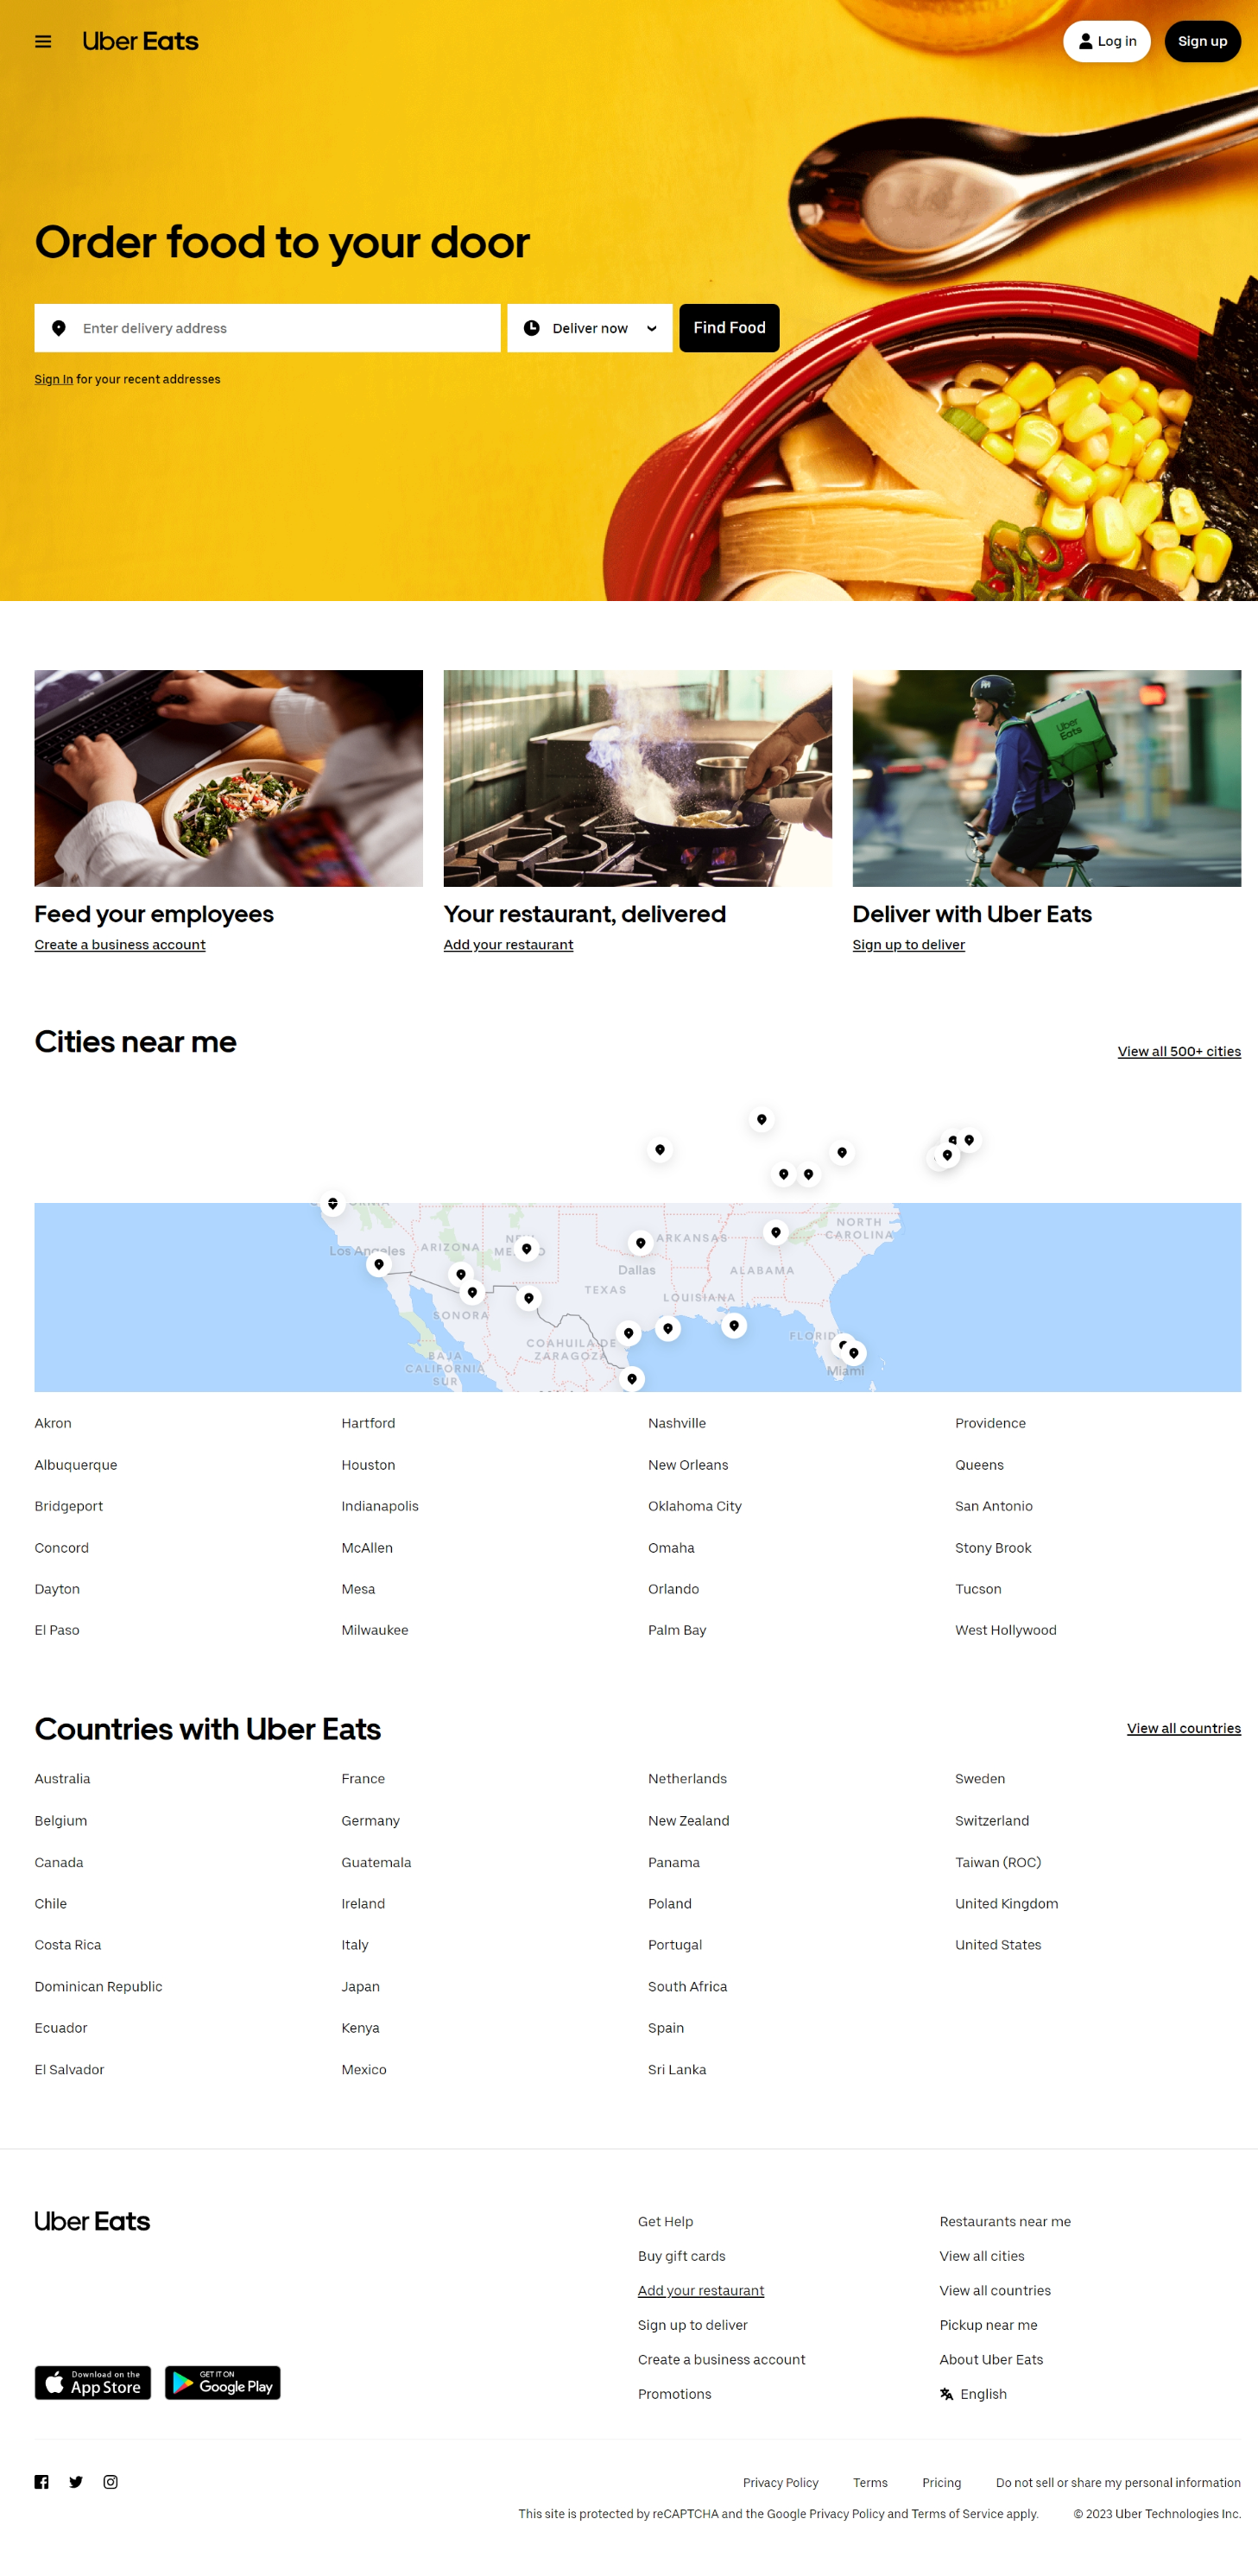 Uber Eats
Log in
Sign up
Order food to your door
Enter delivery address
Deliver now
Find Food
Sign In for your recent addresses
Uber
Eats
Feed your employees
Create a business account
Your restaurant, delivered
Add your restaurant
Deliver with Uber Eats
Sign up to deliver
Cities near me
View all 500+ cities
NORTH
CAROLINA
Los Angeles
ARIZONA
ARKANSAS
Dallas
ALABAMA
TEXAS
LOUISIANA
SONORA
COAHUILA DE
ZARAGOZA
BAJA
CALIFORNIA
SUR
Miami
Akron
Hartford
Nashville
Providence
Albuquerque
Houston
New Orleans
Queens
Bridgeport
Indianapolis
Oklahoma City
San Antonio
Concord
McAllen
Omaha
Stony Brook
Dayton
Mesa
Orlando
Tucson
El Paso
Milwaukee
Palm Bay
West Hollywood
Countries with Uber Eats
View all countries
Australia
France
Netherlands
Sweden
Belgium
Germany
New Zealand
Switzerland
Canada
Guatemala
Panama
Taiwan (ROC)
Chile
Ireland
Poland
United Kingdom
Costa Rica
Italy
Portugal
United States
Dominican Republic
Japan
South Africa
Ecuador
Kenya
Spain
El Salvador
Mexico
Sri Lanka
Uber Eats
Get Help
Restaurants near me
Buy gift cards
View all cities
Add your restaurant
View all countries
Sign up to deliver
Pickup near me
Create a business account
About Uber Eats
Promotions
English
Download on the
App Store
GET IT ON
Google Play
Privacy Policy
Terms
Pricing
Do not sell or share my personal information
This site is protected by reCAPTCHA and the Google Privacy Policy and Terms of Service apply.
© 2023 Uber Technologies Inc.